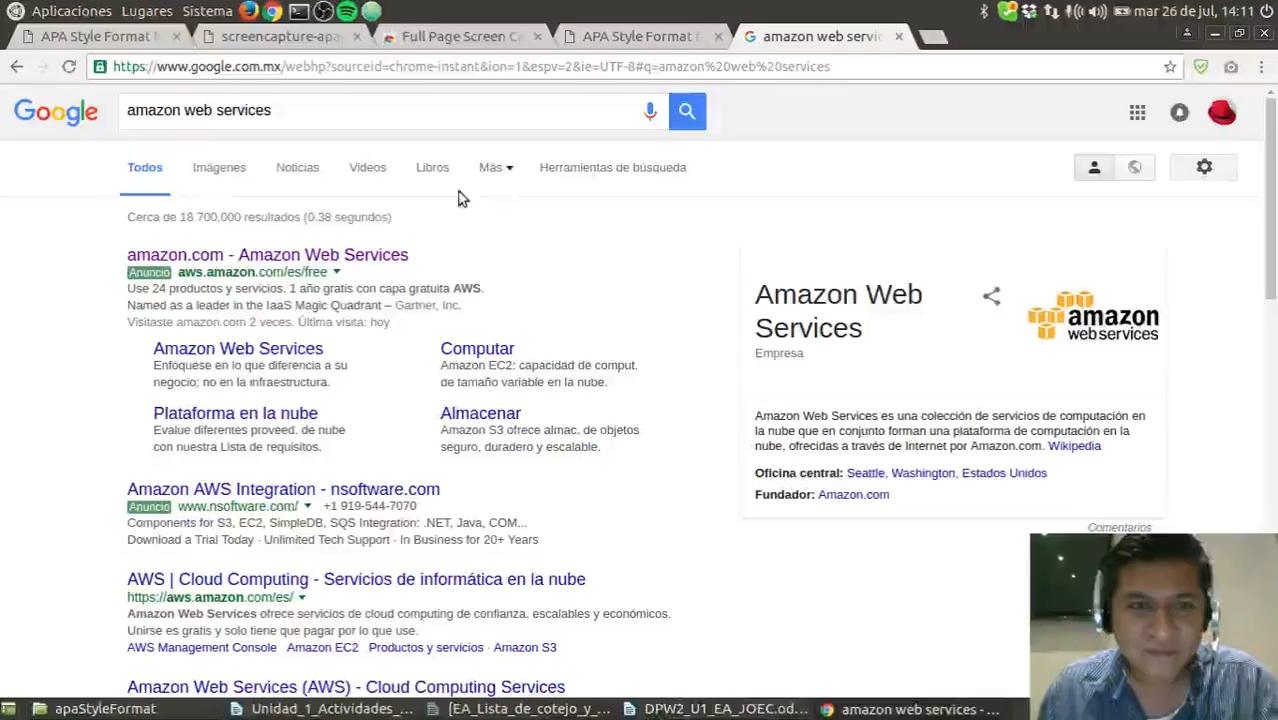 Aplicaciones Lugares Sistema mar 26 de jul, 14:11
APA Style Format screencapture-apa- Full Page Screen Ca APA Style Format amazon web servic
https://www.google.com.mx/webhp?sourceid=chrome-instant&ion=1&espv=2&ie=UTF-8#q=amazon%20web%20services
Google amazon web services
Todos Imágenes Noticias Videos Libros Más Herramientas de búsqueda
Cerca de 18.700.000 resultados (0.38 segundos)
amazon.com - Amazon Web Services
Anuncio aws.amazon.com/es/free
Use 24 productos y servicios. 1 año gratis con capa gratuita AWS.
Named as a leader in the IaaS Magic Quadrant – Gartner, Inc.
Visitaste amazon.com 2 veces. Última visita: hoy
Amazon Web Services
Enfóquese en lo que diferencia a su
negocio; no en la infraestructura.
Computar
Amazon EC2: capacidad de comput.
de tamaño variable en la nube.
Plataforma en la nube
Evalue diferentes proveed. de nube
con nuestra Lista de requisitos.
Almacenar
Amazon S3 ofrece almac. de objetos
seguro, duradero y escalable.
Amazon AWS Integration - nsoftware.com
Anuncio www.nsoftware.com/ +1 919-544-7070
Components for S3, EC2, SimpleDB, SQS Integration: .NET, Java, COM...
Download a Trial Today · Unlimited Tech Support · In Business for 20+ Years
AWS | Cloud Computing - Servicios de informática en la nube
https://aws.amazon.com/es/
Amazon Web Services ofrece servicios de cloud computing de confianza, escalables y económicos.
Unirse es gratis y solo tiene que pagar por lo que use.
AWS Management Console Amazon EC2 Productos y servicios · Amazon S3
Amazon Web Services (AWS) - Cloud Computing Services
Amazon Web
Services
Empresa
amazon
web services
Amazon Web Services es una colección de servicios de computación en
la nube que en conjunto forman una plataforma de computación en la
nube, ofrecidas a través de Internet por Amazon.com. Wikipedia
Oficina central: Seattle, Washington, Estados Unidos
Fundador: Amazon.com
Comentarios
apaStyleFormat Unidad_1_Actividades_... [EA_Lista_de_cotejo_y_... DPW2_U1_EA_JOEC.od... amazon web services - ...